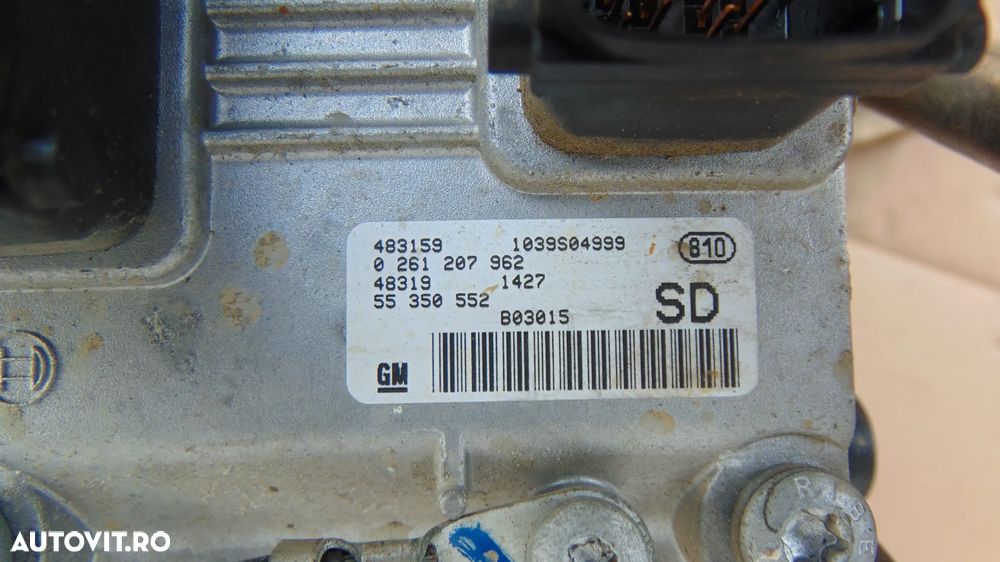 483159 1039S04999 810
0 261 207 962
48319 1427
55 350 552 SD
B03015
GM
AUTOVIT.RO